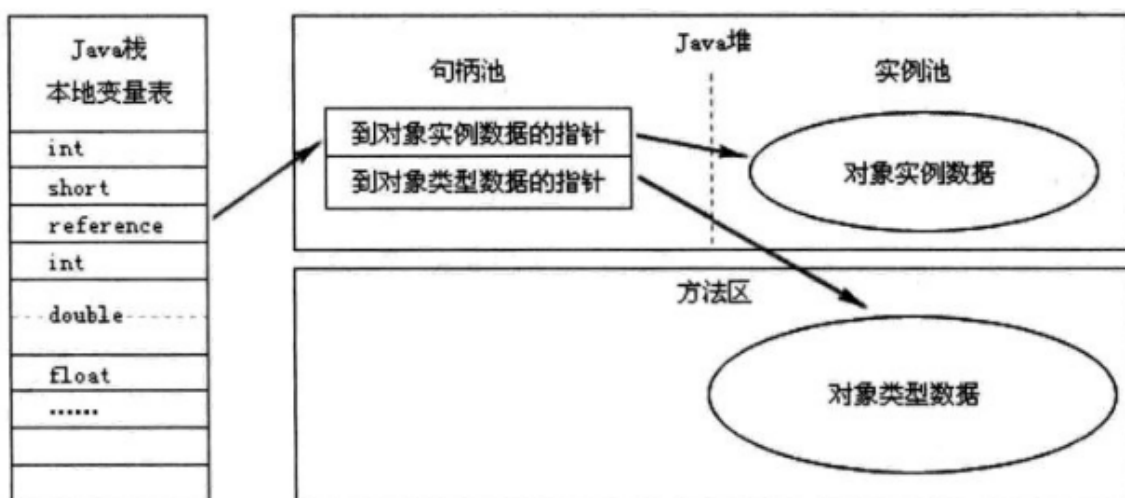 Java栈
本地变量表
int
short
reference
int
double
float
……
Java堆
句柄池
实例池
到对象实例数据的指针
到对象类型数据的指针
对象实例数据
方法区
对象类型数据